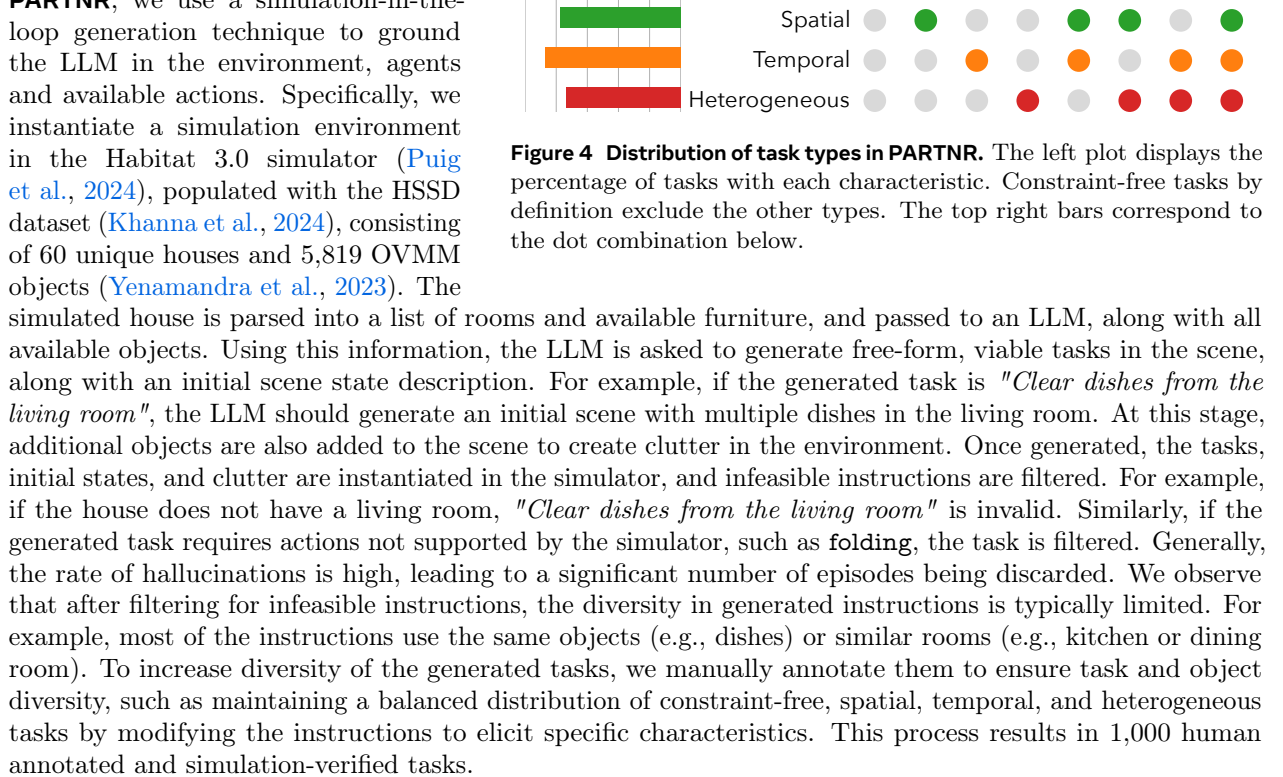 PARTNR, we use a simulation-in-the-
loop generation technique to ground
the LLM in the environment, agents
and available actions. Specifically, we
instantiate a simulation environment
in the Habitat 3.0 simulator (Puig
et al., 2024), populated with the HSSD
dataset (Khanna et al., 2024), consisting
of 60 unique houses and 5,819 OVMM
objects (Yenamandra et al., 2023). The
Spatial
Temporal
Heterogeneous
Figure 4 Distribution of task types in PARTNR. The left plot displays the
percentage of tasks with each characteristic. Constraint-free tasks by
definition exclude the other types. The top right bars correspond to
the dot combination below.
simulated house is parsed into a list of rooms and available furniture, and passed to an LLM, along with all
available objects. Using this information, the LLM is asked to generate free-form, viable tasks in the scene,
along with an initial scene state description. For example, if the generated task is "Clear dishes from the
living room", the LLM should generate an initial scene with multiple dishes in the living room. At this stage,
additional objects are also added to the scene to create clutter in the environment. Once generated, the tasks,
initial states, and clutter are instantiated in the simulator, and infeasible instructions are filtered. For example,
if the house does not have a living room, "Clear dishes from the living room" is invalid. Similarly, if the
generated task requires actions not supported by the simulator, such as folding, the task is filtered. Generally,
the rate of hallucinations is high, leading to a significant number of episodes being discarded. We observe
that after filtering for infeasible instructions, the diversity in generated instructions is typically limited. For
example, most of the instructions use the same objects (e.g., dishes) or similar rooms (e.g., kitchen or dining
room). To increase diversity of the generated tasks, we manually annotate them to ensure task and object
diversity, such as maintaining a balanced distribution of constraint-free, spatial, temporal, and heterogeneous
tasks by modifying the instructions to elicit specific characteristics. This process results in 1,000 human
annotated and simulation-verified tasks.